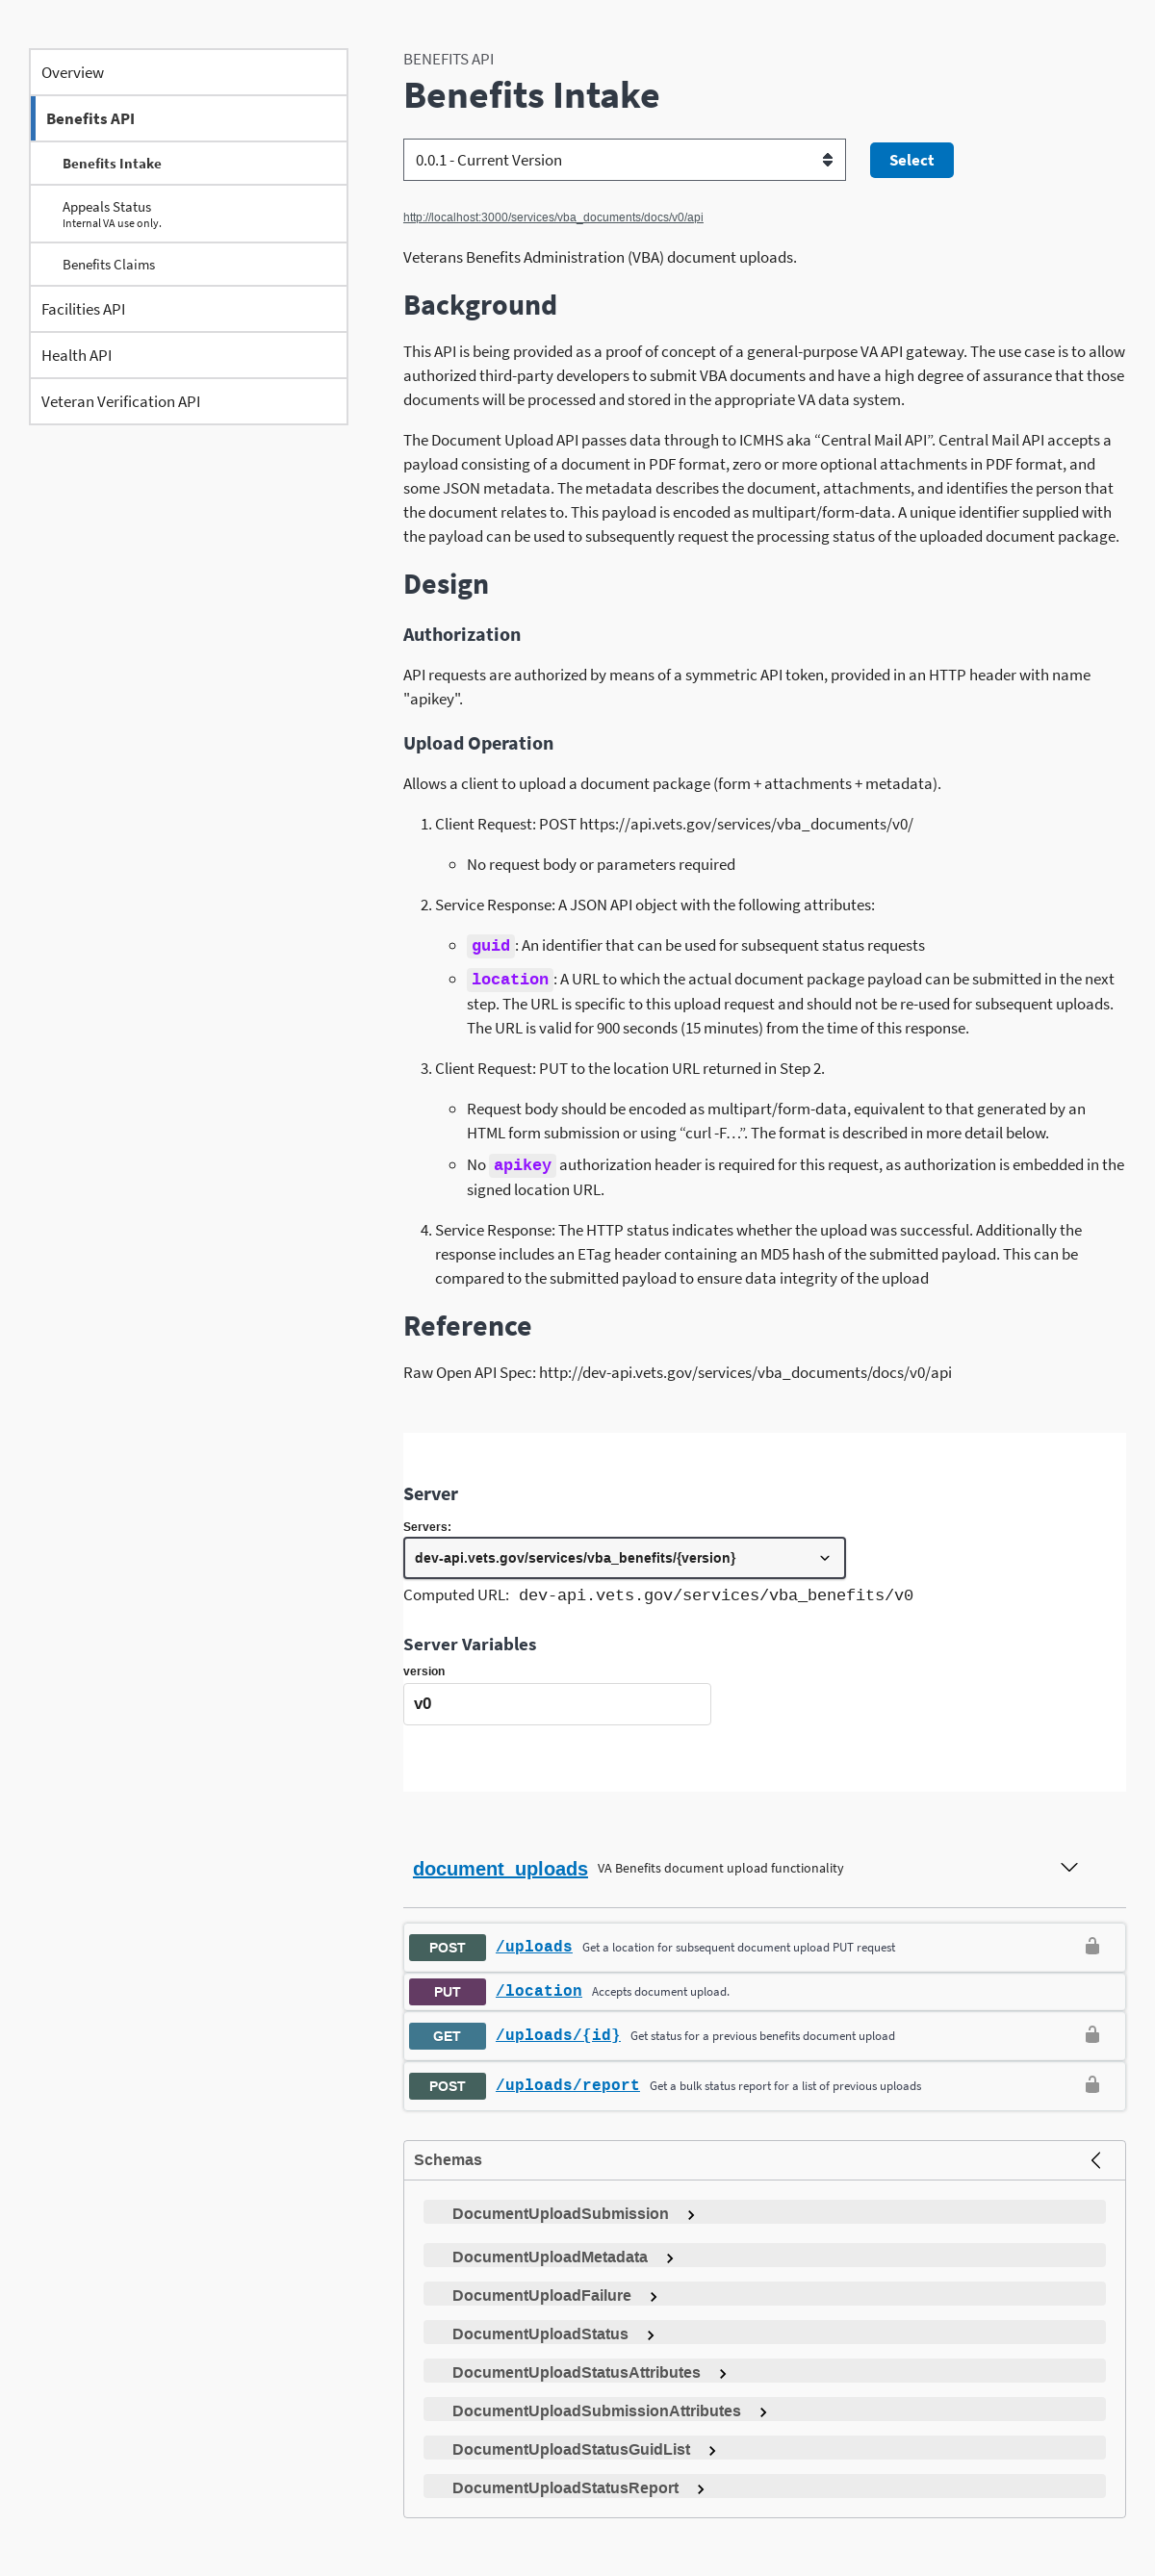 Overview
Benefits API
Benefits Intake
Appeals Status
Internal VA use only.
Benefits Claims
Facilities API
Health API
Veteran Verification API
BENEFITS API
Benefits Intake
0.0.1 - Current Version
Select
http://localhost:3000/services/vba_documents/docs/v0/api
Veterans Benefits Administration (VBA) document uploads.
Background
This API is being provided as a proof of concept of a general-purpose VA API gateway. The use case is to allow
authorized third-party developers to submit VBA documents and have a high degree of assurance that those
documents will be processed and stored in the appropriate VA data system.
The Document Upload API passes data through to ICMHS aka “Central Mail API”. Central Mail API accepts a
payload consisting of a document in PDF format, zero or more optional attachments in PDF format, and
some JSON metadata. The metadata describes the document, attachments, and identifies the person that
the document relates to. This payload is encoded as multipart/form-data. A unique identifier supplied with
the payload can be used to subsequently request the processing status of the uploaded document package.
Design
Authorization
API requests are authorized by means of a symmetric API token, provided in an HTTP header with name
"apikey".
Upload Operation
Allows a client to upload a document package (form + attachments + metadata).
1. Client Request: POST https://api.vets.gov/services/vba_documents/v0/
◦ No request body or parameters required
2. Service Response: A JSON API object with the following attributes:
◦ guid: An identifier that can be used for subsequent status requests
◦ location: A URL to which the actual document package payload can be submitted in the next
step. The URL is specific to this upload request and should not be re-used for subsequent uploads.
The URL is valid for 900 seconds (15 minutes) from the time of this response.
3. Client Request: PUT to the location URL returned in Step 2.
◦ Request body should be encoded as multipart/form-data, equivalent to that generated by an
HTML form submission or using “curl -F…”. The format is described in more detail below.
◦ No apikey authorization header is required for this request, as authorization is embedded in the
signed location URL.
4. Service Response: The HTTP status indicates whether the upload was successful. Additionally the
response includes an ETag header containing an MD5 hash of the submitted payload. This can be
compared to the submitted payload to ensure data integrity of the upload
Reference
Raw Open API Spec: http://dev-api.vets.gov/services/vba_documents/docs/v0/api
Server
Servers:
dev-api.vets.gov/services/vba_benefits/{version}
Computed URL: dev-api.vets.gov/services/vba_benefits/v0
Server Variables
version
v0
document_uploads VA Benefits document upload functionality
POST /uploads Get a location for subsequent document upload PUT request
PUT /location Accepts document upload.
GET /uploads/{id} Get status for a previous benefits document upload
POST /uploads/report Get a bulk status report for a list of previous uploads
Schemas
DocumentUploadSubmission
DocumentUploadMetadata
DocumentUploadFailure
DocumentUploadStatus
DocumentUploadStatusAttributes
DocumentUploadSubmissionAttributes
DocumentUploadStatusGuidList
DocumentUploadStatusReport